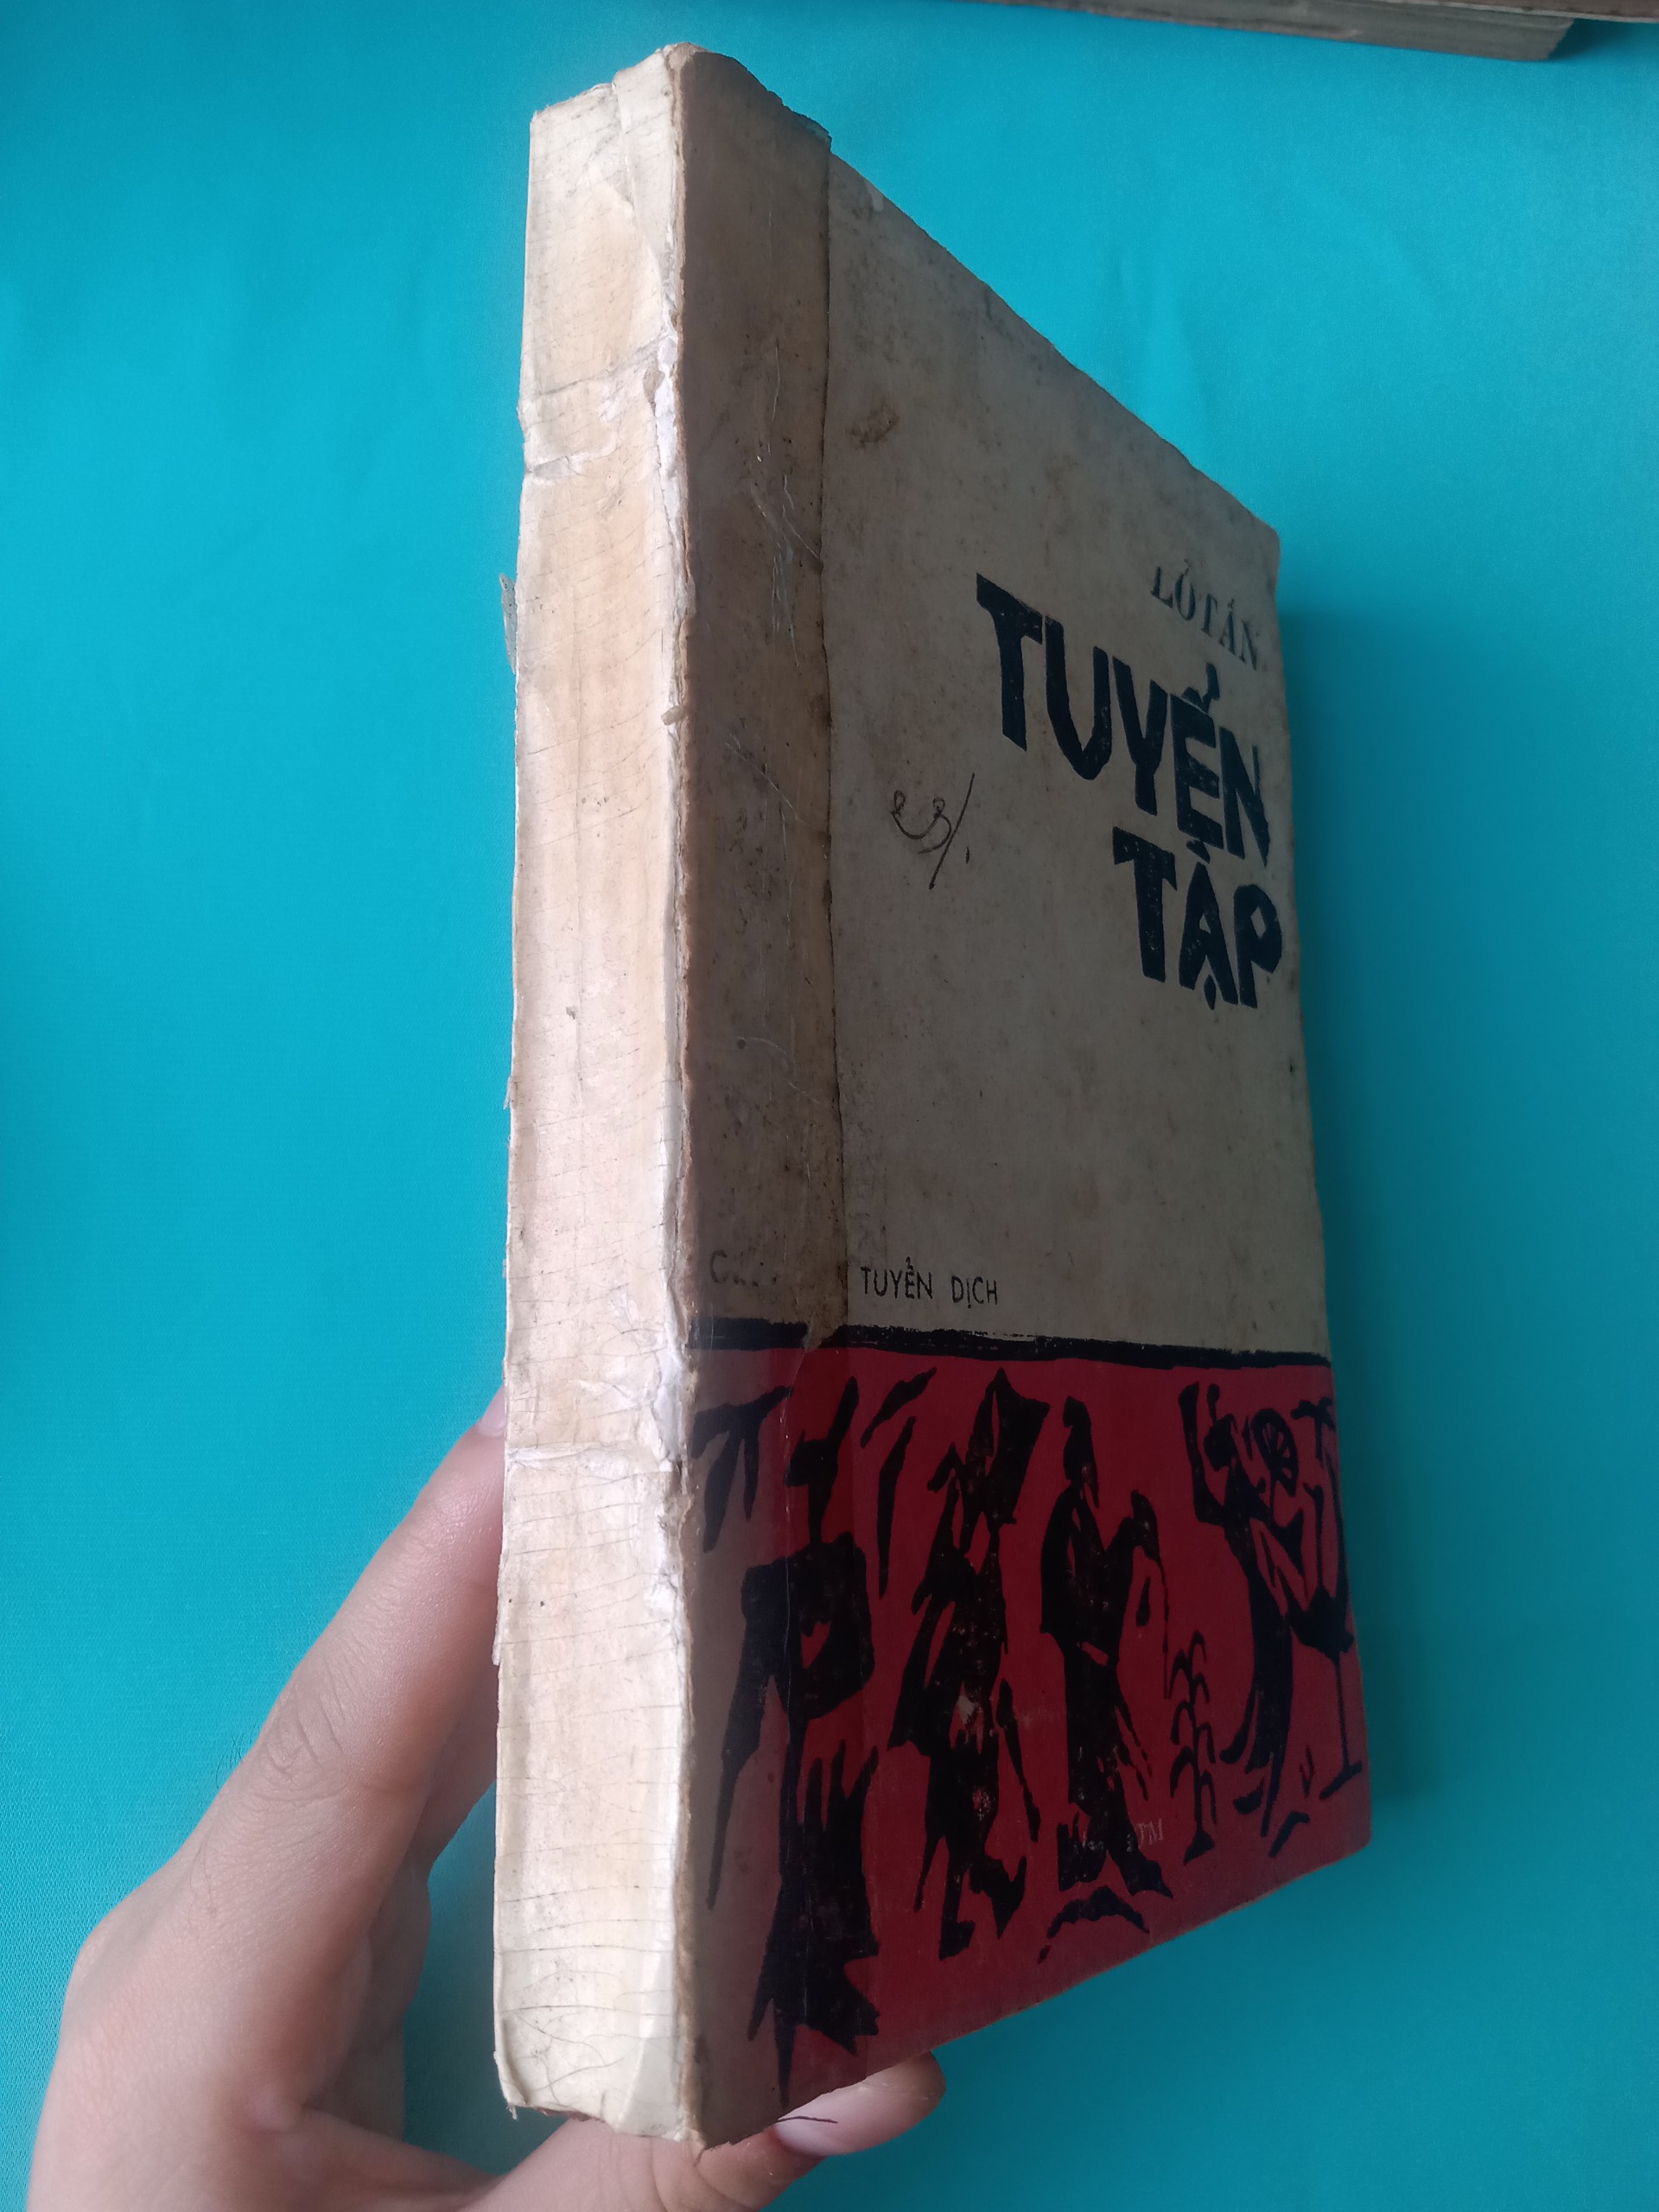 LỖ TẤN
TUYỂN
TẬP
TUYỂN DỊCH